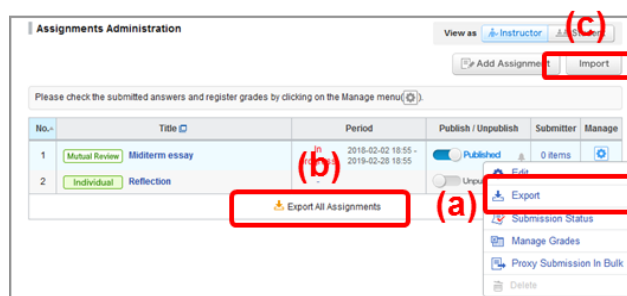 Assignments Administration
View as Instructor
(c)
Add Assignment Import
Please check the submitted answers and register grades by clicking on the Manage menu( ).
No. Title Period Publish / Unpublish Submitter Manage
1 Mutual Review Miditerm essay In 2018-02-02 18:55 - 2019-02-28 18:55 Published 0 items
(b)
2 Individual Reflection - Edit
Export All Assignments
(a)
Export
Submission Status
Manage Grades
Proxy Submission In Bulk
Delete